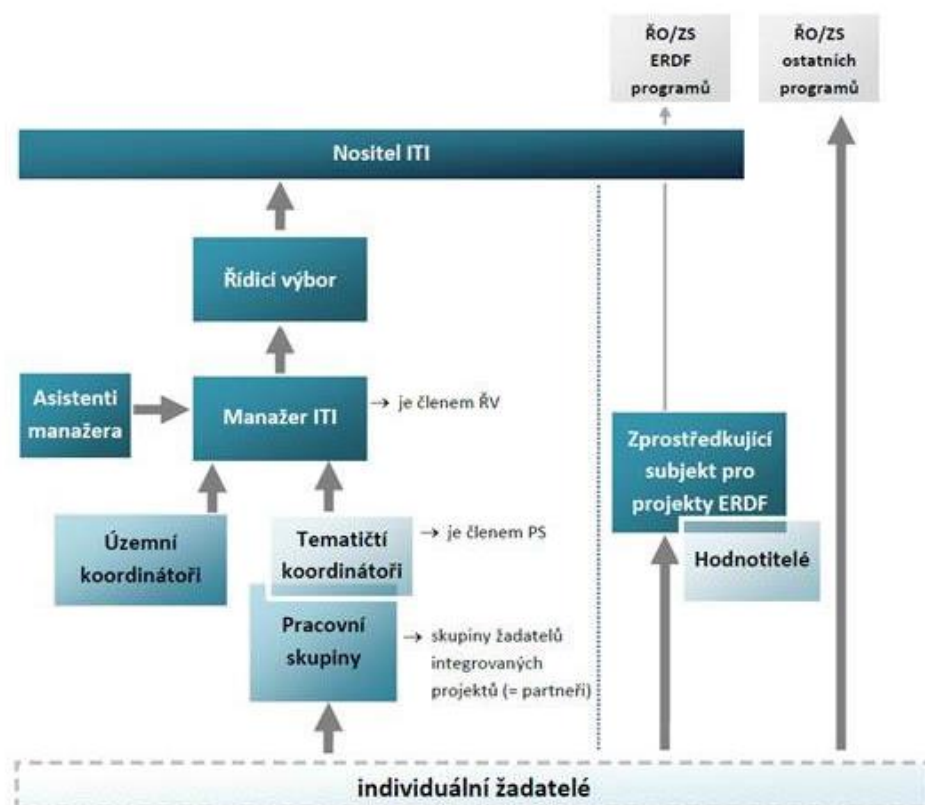 ŘO/ZS
ERDF
programů
ŘO/ZS
ostatních
programů
Nositel ITI
Řídicí výbor
Asistenti
manažera
Manažer ITI
→ je členem ŘV
Zprostředkující
subjekt pro
projekty ERDF
Územní
koordinátoři
Tematičtí
koordinátoři
→ je členem PS
Hodnotitelé
Pracovní
skupiny
→ skupiny žadatelů
integrovaných
projektů (= partneři)
individuální žadatelé